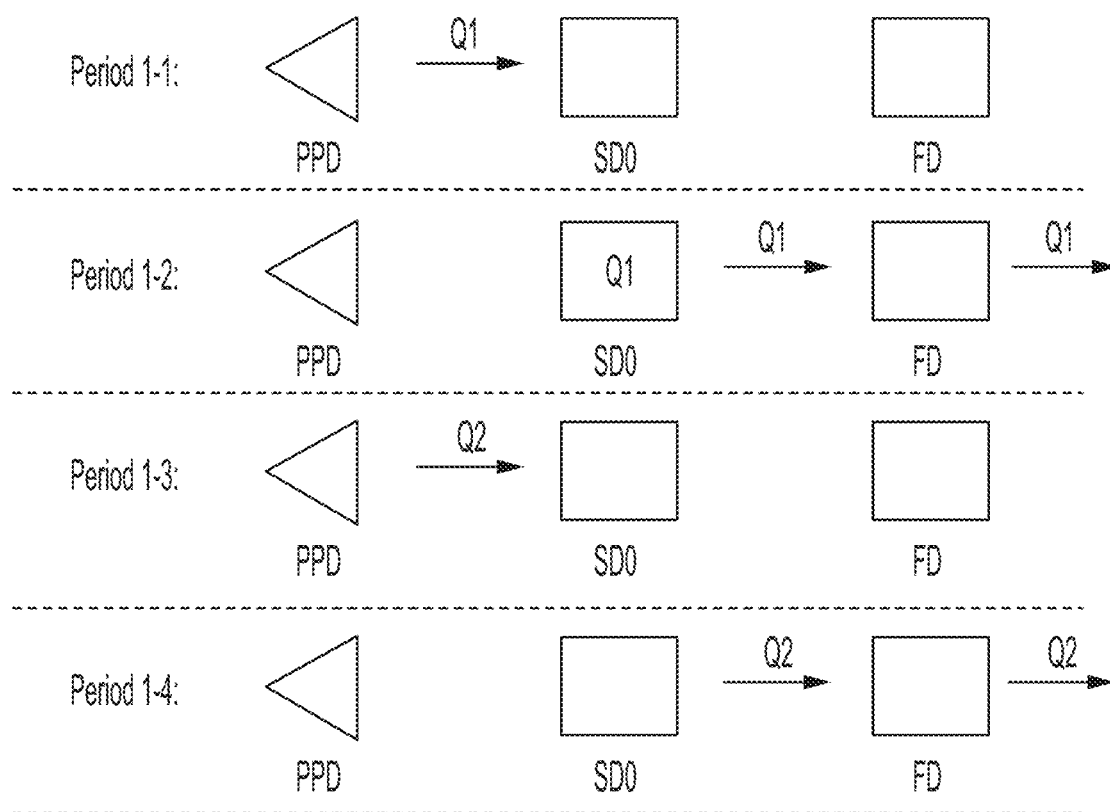 Q1
Period 1-1:
PPD SD0 FD
Q1 Q1
Period 1-2: Q1
PPD SD0 FD
Q2
Period 1-3:
PPD SD0 FD
Q2 Q2
Period 1-4:
PPD SD0 FD